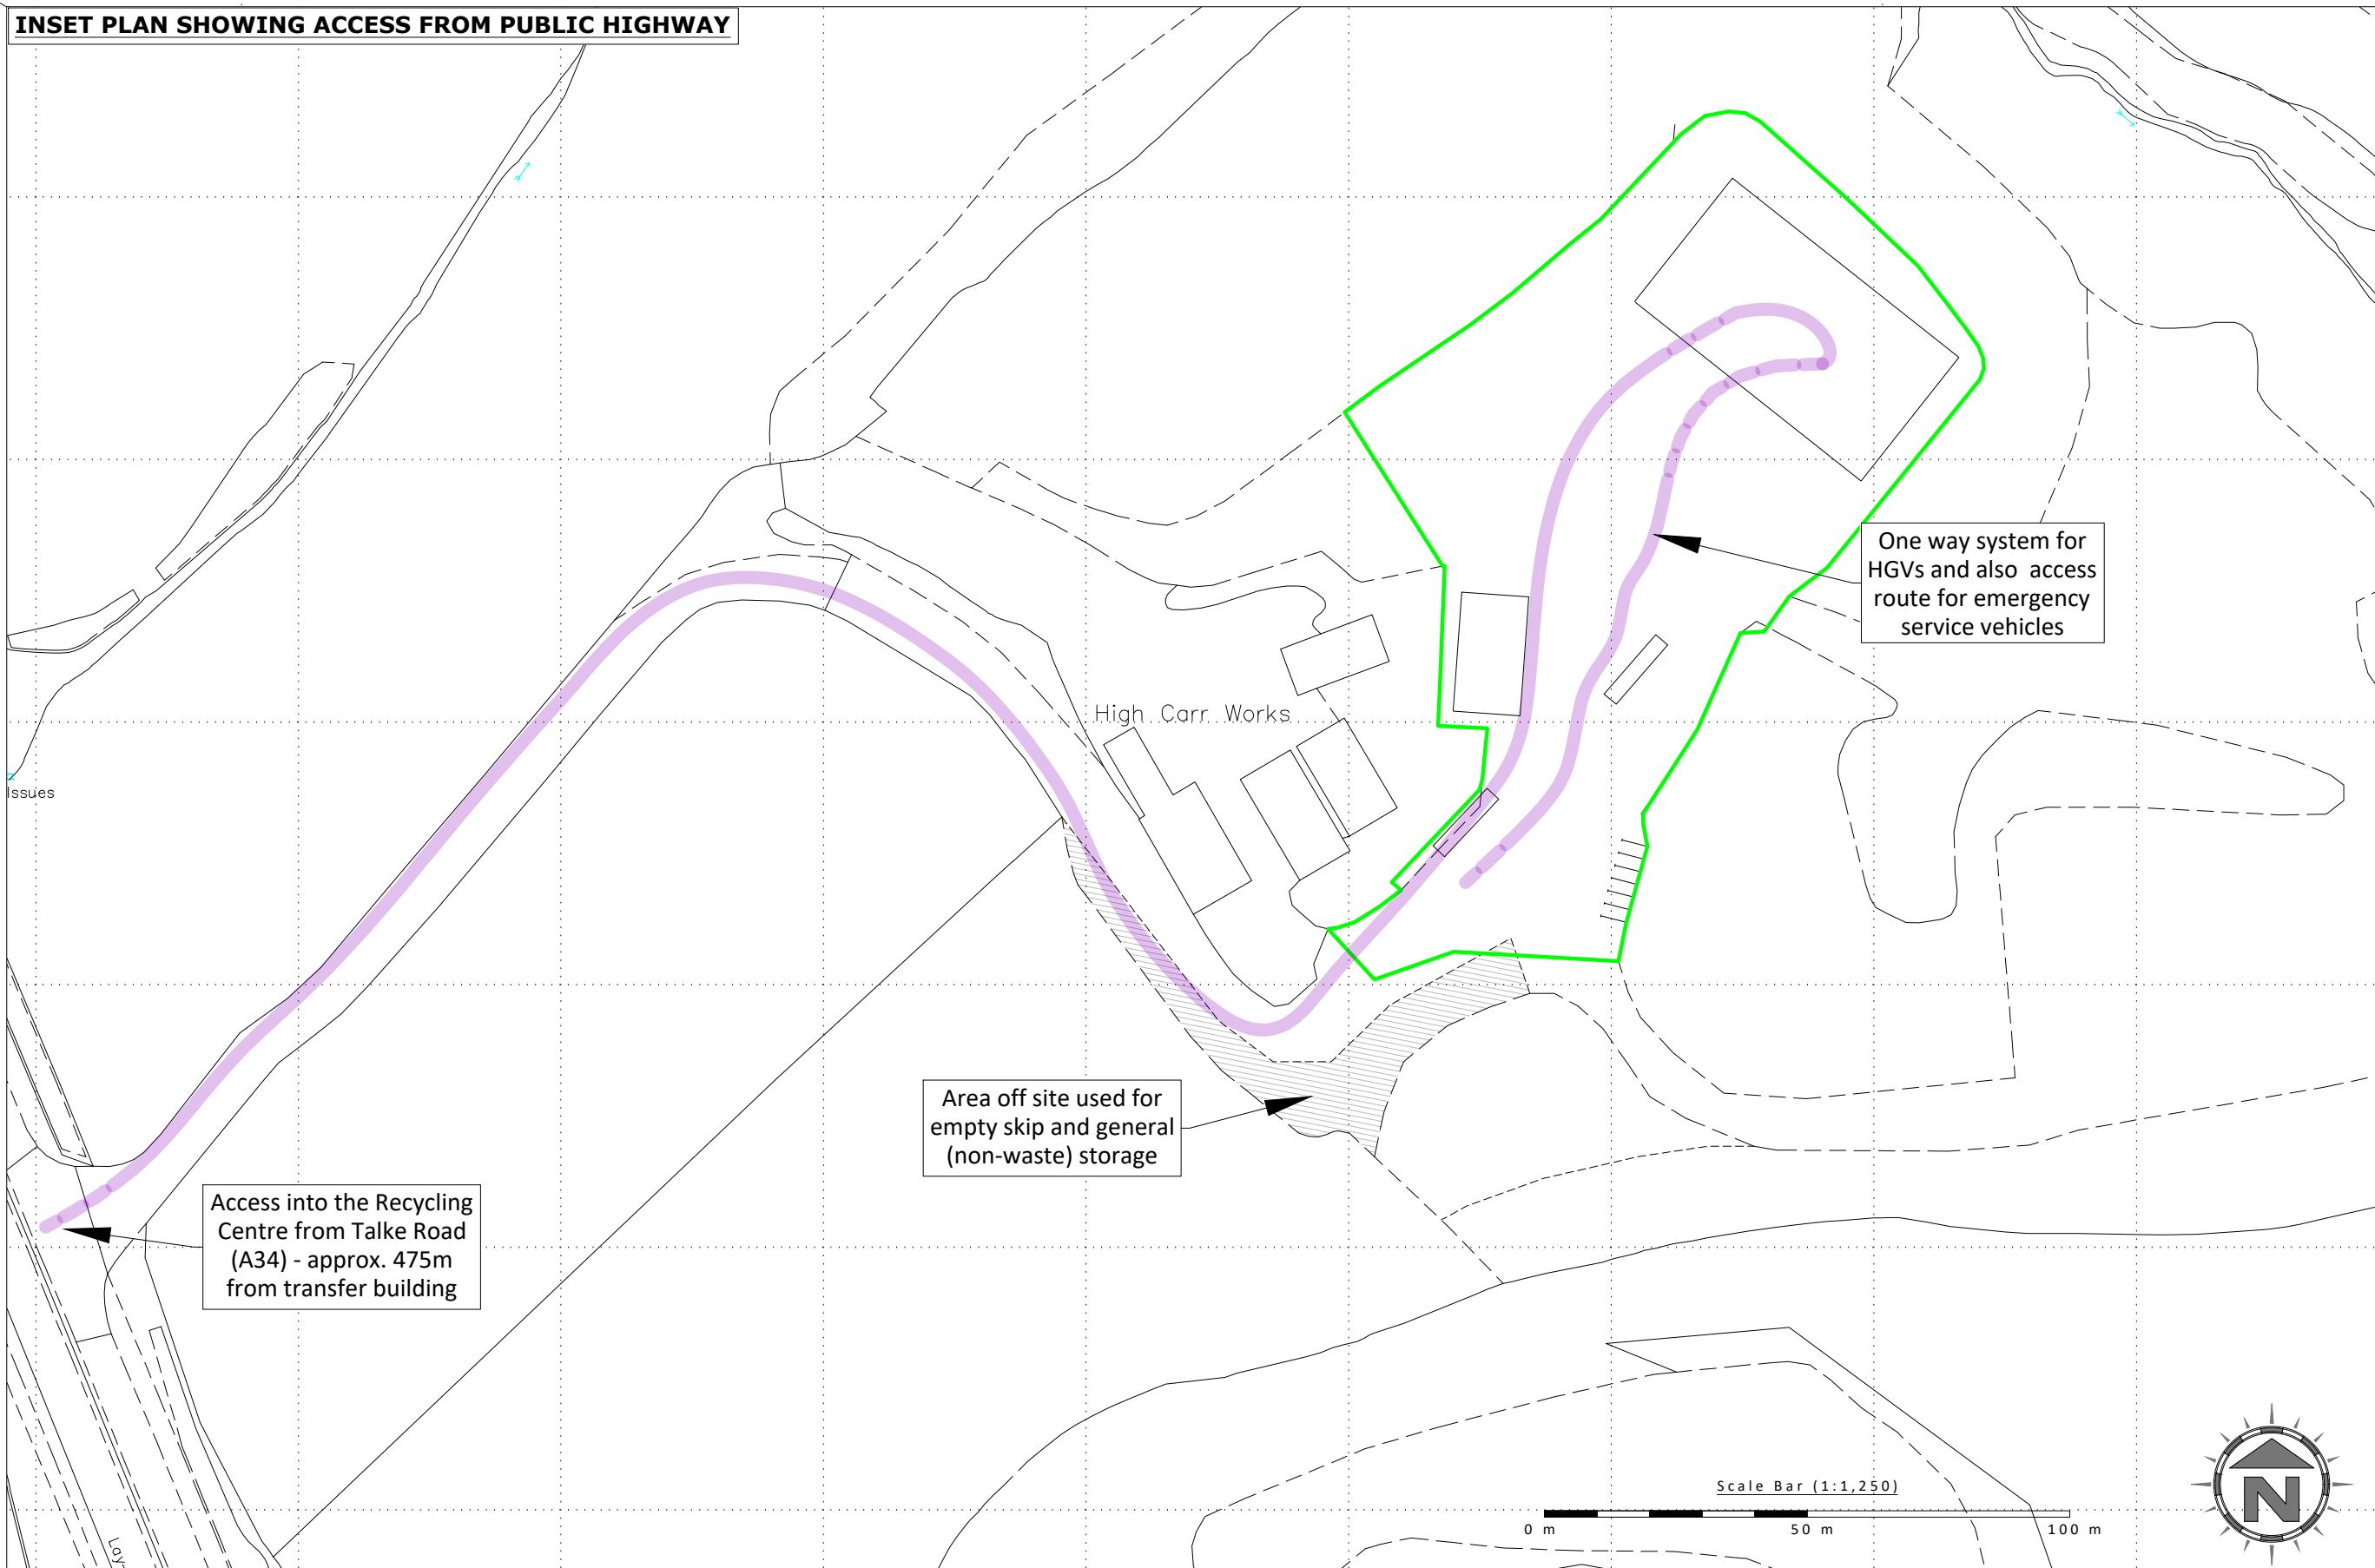 INSET PLAN SHOWING ACCESS FROM PUBLIC HIGHWAY
One way system for
HGVs and also access
route for emergency
service vehicles
High Carr Works
Issues
Area off site used for
empty skip and general
(non-waste) storage
Access into the Recycling
Centre from Talke Road
(A34) - approx. 475m
from transfer building
Scale Bar (1:1,250)
0 m 50 m 100 m
N
Lay